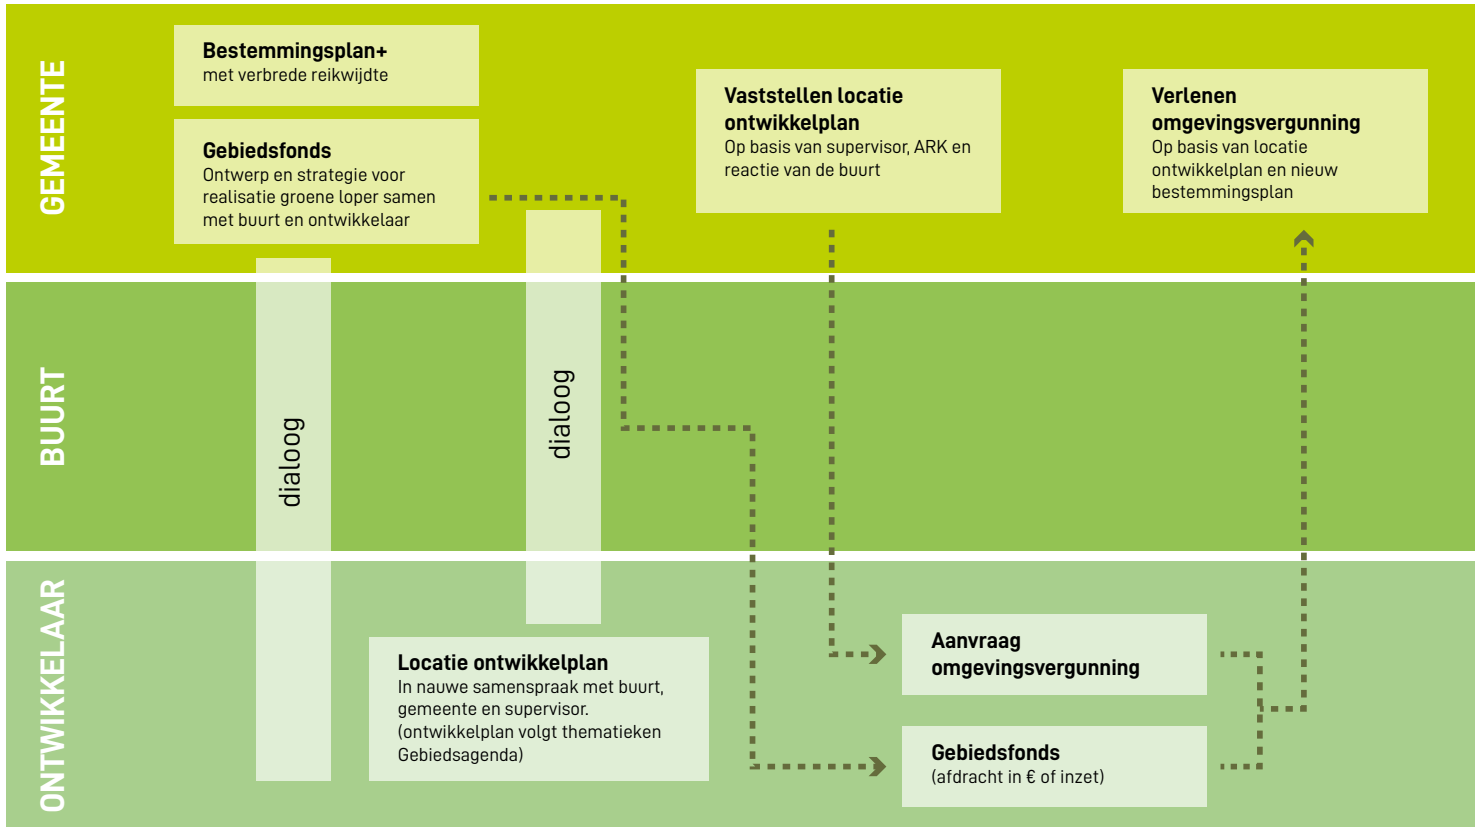 GEMEENTE
Bestemmingsplan+
met verbrede reikwijdte
Gebiedsfonds
Ontwerp en strategie voor
realisatie groene loper samen
met buurt en ontwikkelaar
Vaststellen locatie
ontwikkelplan
Op basis van supervisor, ARK en
reactie van de buurt
Verlenen
omgevingsvergunning
Op basis van locatie
ontwikkelplan en nieuw
bestemmingsplan
BUURT
dialoog
dialoog
ONTWIKKELAAR
Locatie ontwikkelplan
In nauwe samenspraak met buurt,
gemeente en supervisor.
(ontwikkelplan volgt thematieken
Gebiedsagenda)
Aanvraag
omgevingsvergunning
Gebiedsfonds
(afdracht in € of inzet)